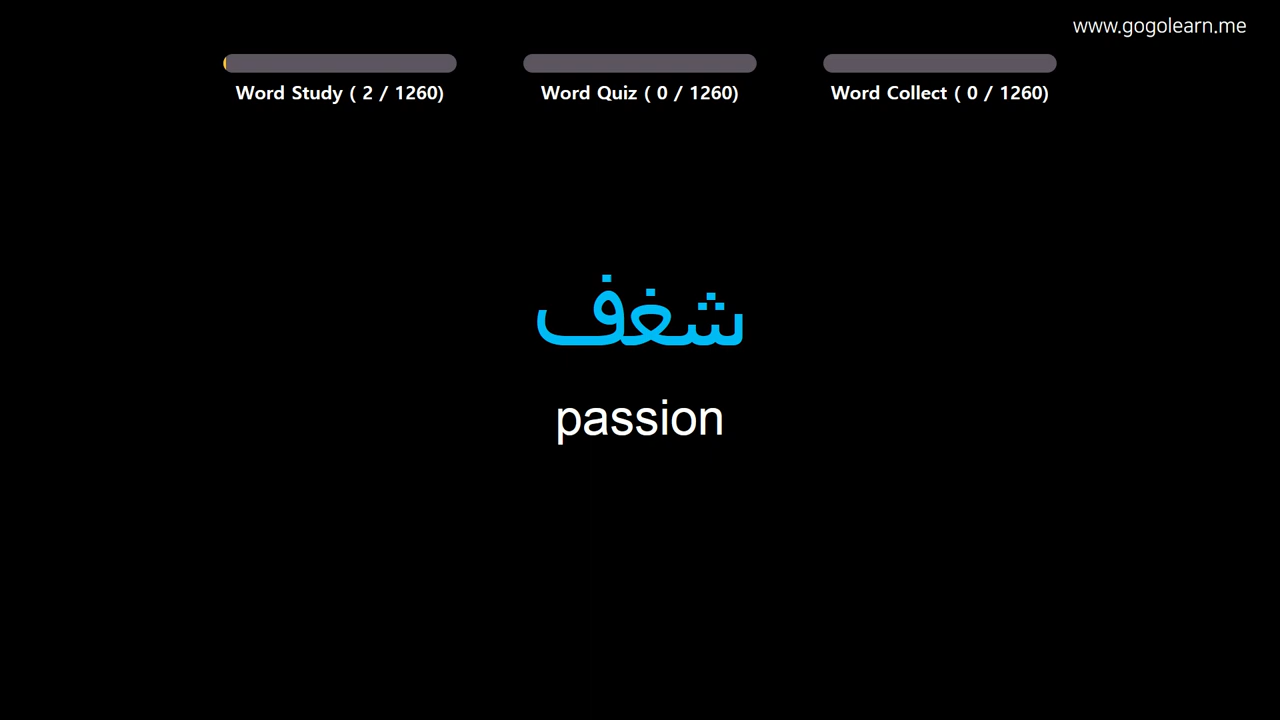 www.gogolearn.me
Word Study ( 2 / 1260)
Word Quiz ( 0 / 1260)
Word Collect ( 0 / 1260)
شغف
passion